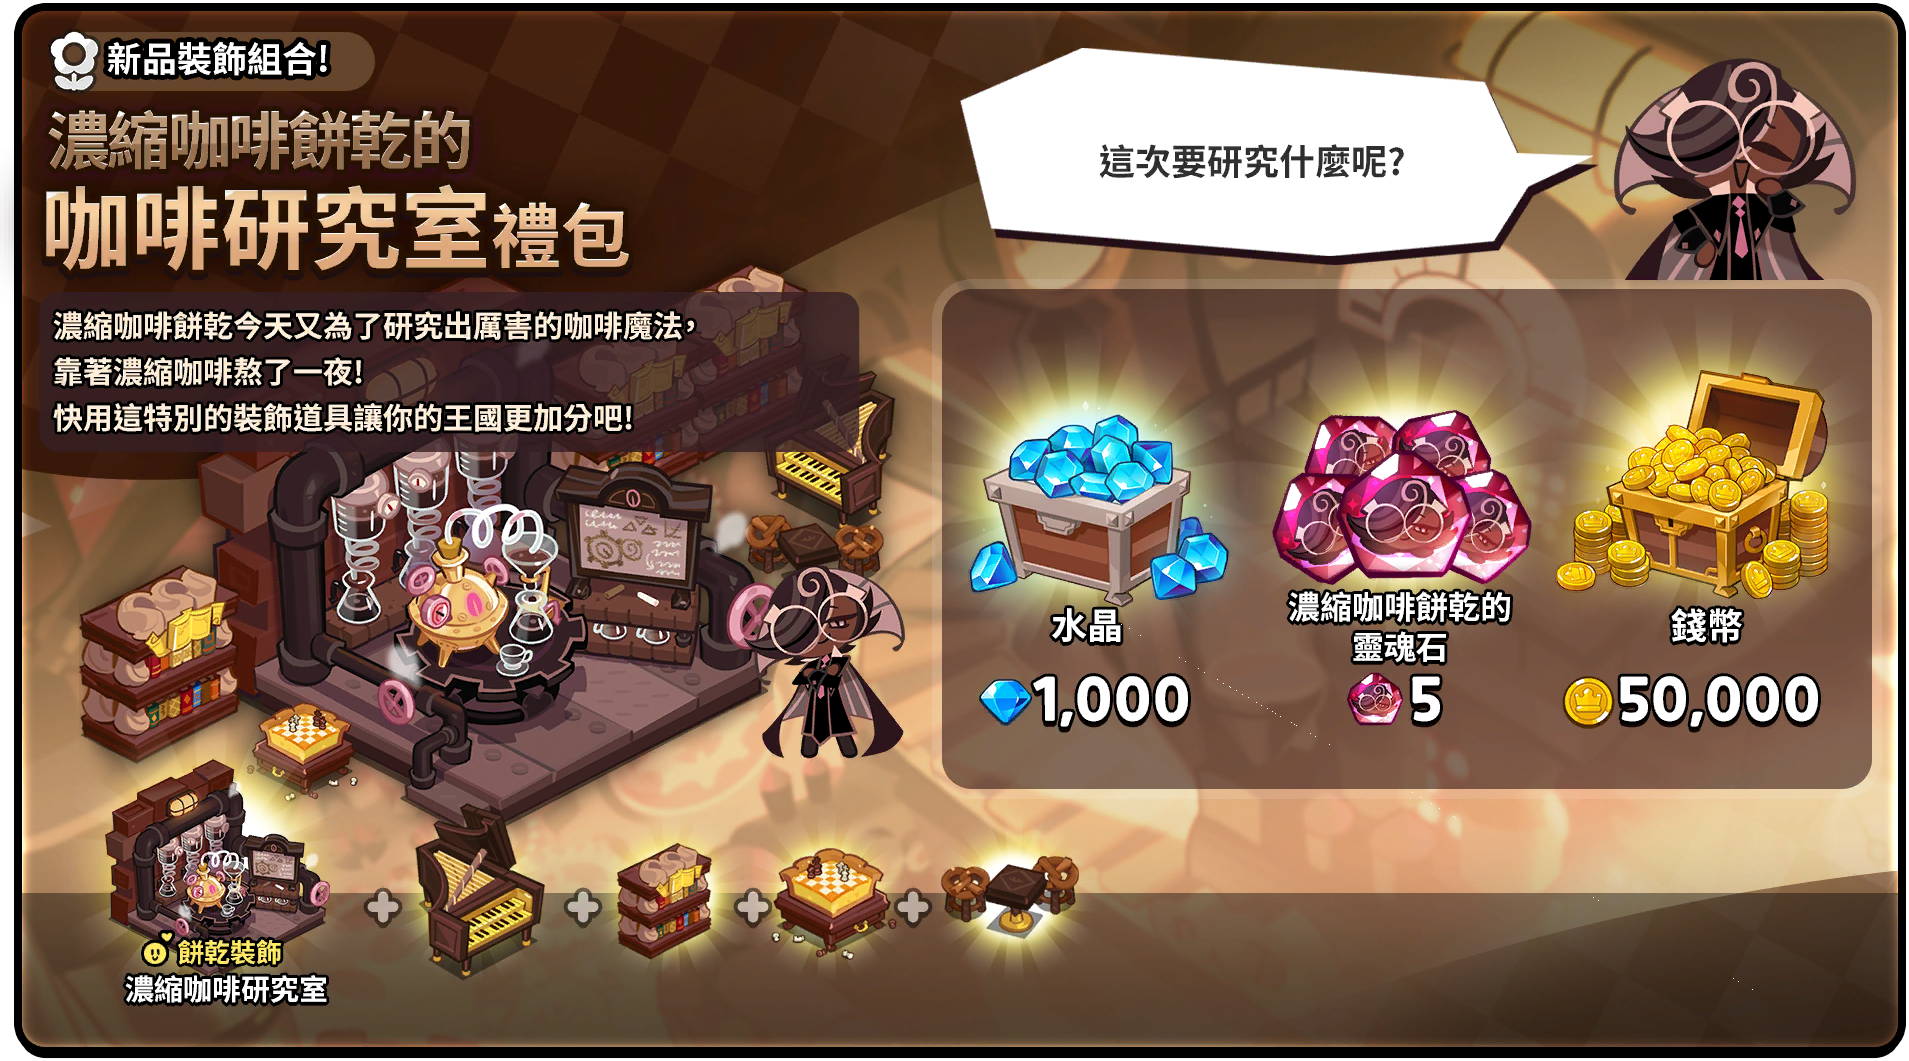 新品裝飾組合!
濃縮咖啡餅乾的
咖啡研究室禮包
濃縮咖啡餅乾今天又為了研究出厲害的咖啡魔法,
靠著濃縮咖啡熬了一夜!
快用這特別的裝飾道具讓你的王國更加分吧!
這次要研究什麼呢?
水晶
1,000
濃縮咖啡餅乾的
靈魂石
5
錢幣
50,000
餅乾裝飾
濃縮咖啡研究室